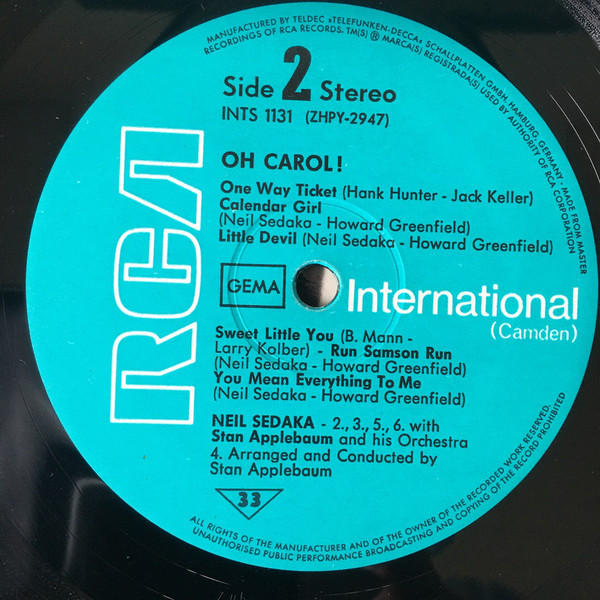 MANUFACTURED BY TELDEC »TELEFUNKEN-DECCA« SCHALLPLATTEN GMBH, HAMBURG, GERMANY - MADE FROM MASTER
RECORDINGS OF RCA RECORDS. TM(S) ® MARCA(S) REGISTRADA(S) USED BY AUTHORITY OF RCA CORPORATION
Side 2 Stereo
INTS 1131 (ZHPY-2947)
RCA
OH CAROL!
One Way Ticket (Hank Hunter - Jack Keller)
Calendar Girl
(Neil Sedaka - Howard Greenfield)
Little Devil (Neil Sedaka - Howard Greenfield)
GEMA
International
(Camden)
Sweet Little You (B. Mann -
Larry Kolber) - Run Samson Run
(Neil Sedaka - Howard Greenfield)
You Mean Everything To Me
(Neil Sedaka - Howard Greenfield)
NEIL SEDAKA - 2., 3., 5., 6. with
Stan Applebaum and his Orchestra
4. Arranged and Conducted by
Stan Applebaum
33
ALL RIGHTS OF THE MANUFACTURER AND OF THE OWNER OF THE RECORDED WORK RESERVED.
UNAUTHORISED PUBLIC PERFORMANCE BROADCASTING AND COPYING OF THE RECORD PROHIBITED